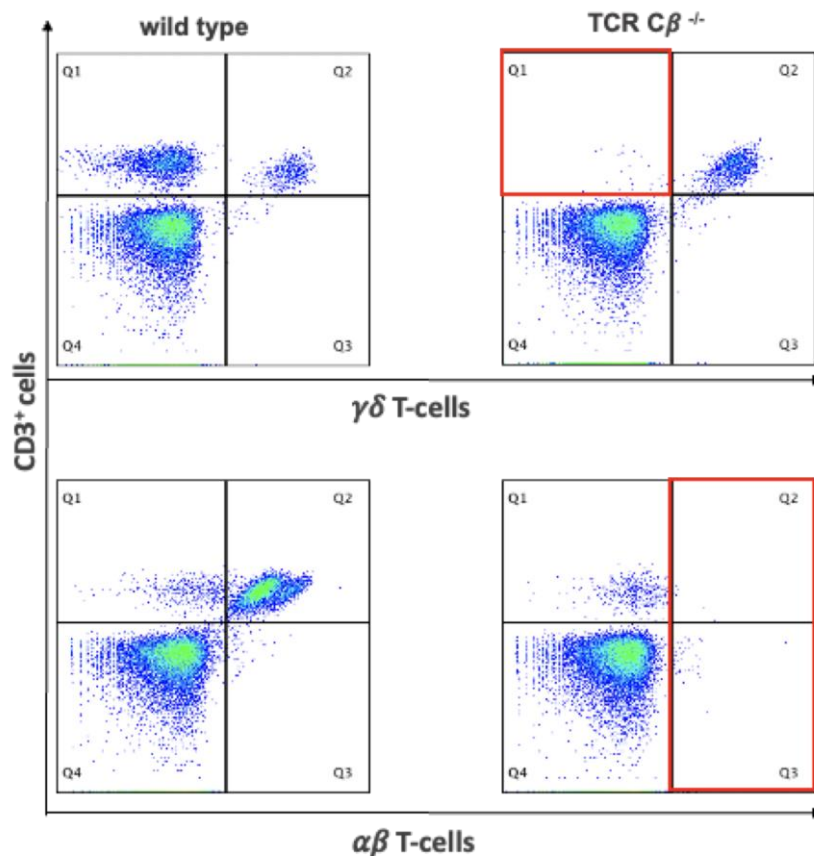 wild type
TCR Cβ -/-
Q1 Q2 Q1 Q2
Q4 Q3 Q4 Q3
CD3+ cells
γδ T-cells
Q1 Q2 Q1 Q2
Q4 Q3 Q4 Q3
αβ T-cells